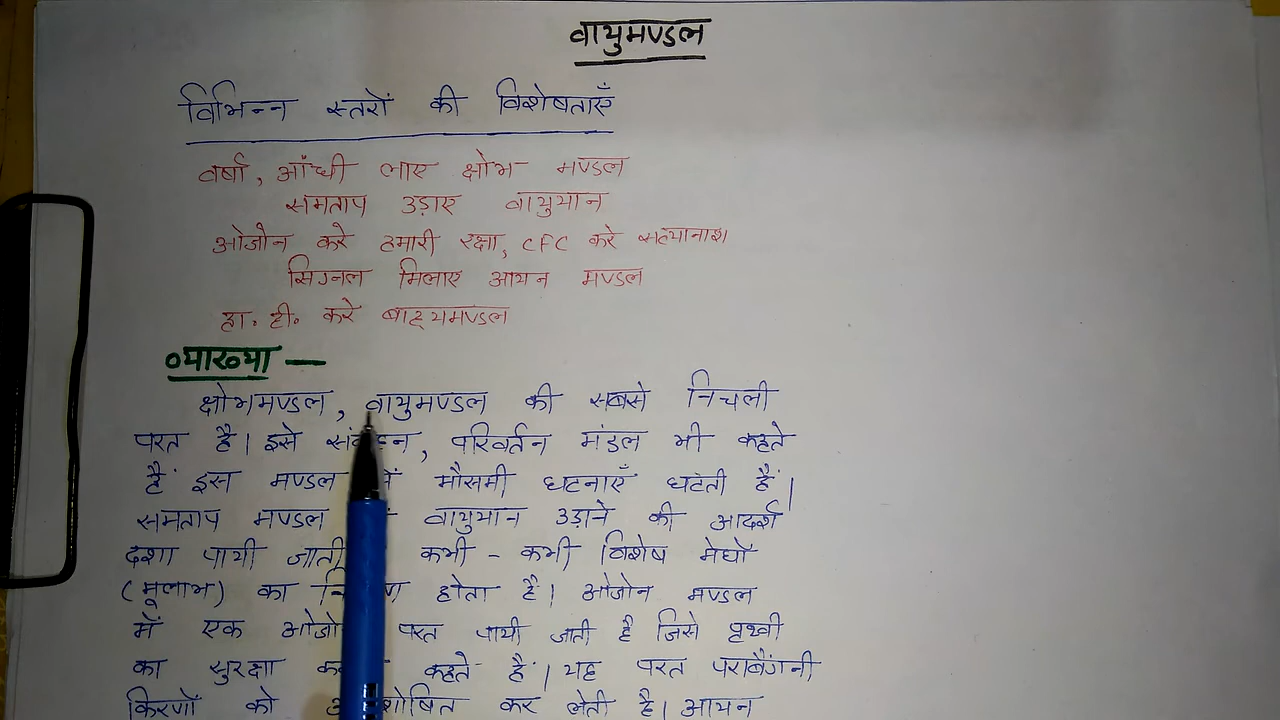 वायुमण्डल
विभिन्न स्तरों की विशेषताएँ
वर्षा, आंधी लाए क्षोभ मण्डल
समताप उड़ाए वायुयान
ओजोन करे हमारी रक्षा, CFC करे सत्यानाश
सिग्नल मिलाए आयन मण्डल
हा. ही. करे बाह्यमण्डल
व्याख्या —
क्षोभमण्डल, वायुमण्डल की सबसे निचली
परत है। इसे , परिवर्तन मंडल भी कहते
हैं इस मण्डल में मौसमी घटनाएँ घटती हैं।
समताप मण्डल वायुयान उड़ाने की आदर्श
दशा पायी जाती कभी - कभी विशेष मेघों
(मूलाभ) का होता है। ओजोन मण्डल
में एक परत पायी जाती है जिसे पृथ्वी
का सुरक्षा कहते है। यह परत पराबैंगनी
किरणों को कर लेती है। आयन